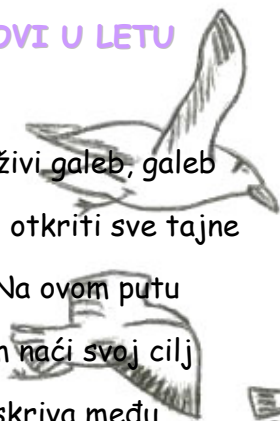 OVI U LETU
živi galeb, galeb
otkriti sve tajne
Na ovom putu
naći svoj cilj
skriva među